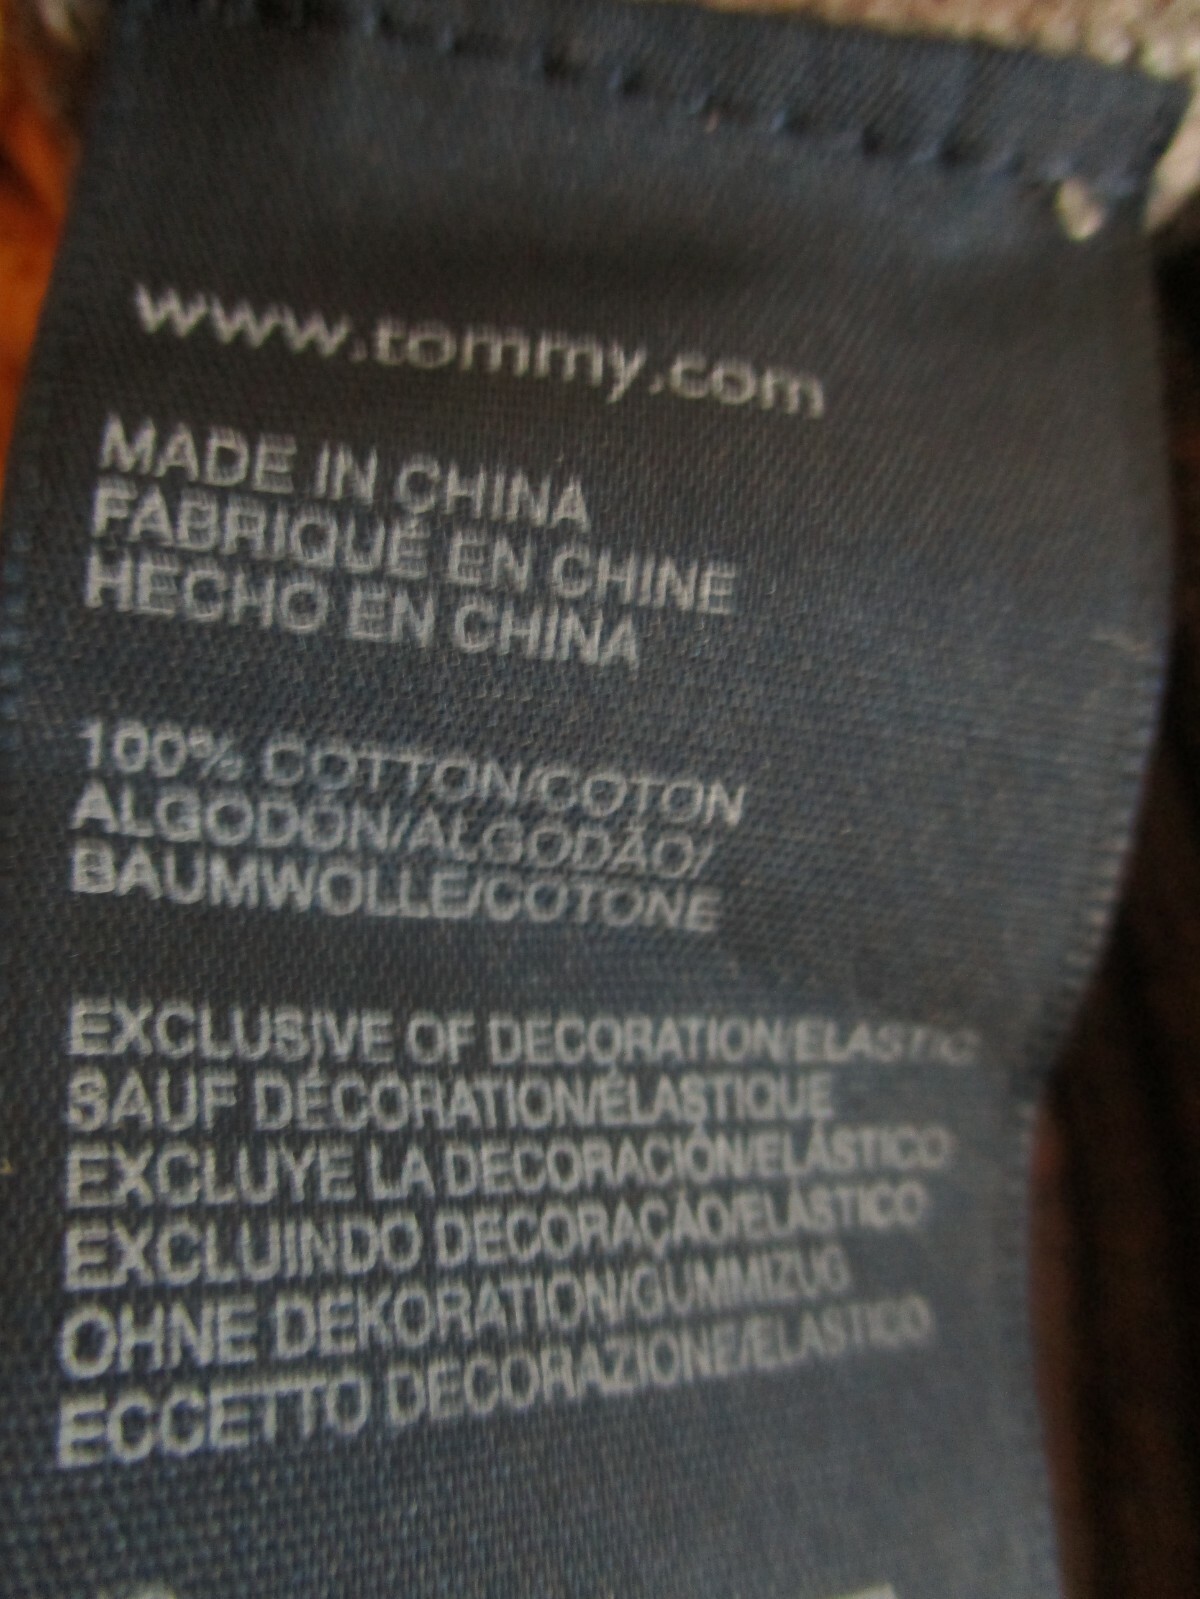 www.tommy.com
MADE IN CHINA
FABRIQUÉ EN CHINE
HECHO EN CHINA
100% COTTON/COTON
ALGODÓN/ALGODÃO/
BAUMWOLLE/COTONE
EXCLUSIVE OF DECORATION/ELASTIC
SAUF DÉCORATION/ÉLASTIQUE
EXCLUYE LA DECORACIÓN/ELÁSTICO
EXCLUINDO DECORAÇÃO/ELÁSTICO
OHNE DEKORATION/GUMMIZUG
ECCETTO DECORAZIONE/ELASTICO